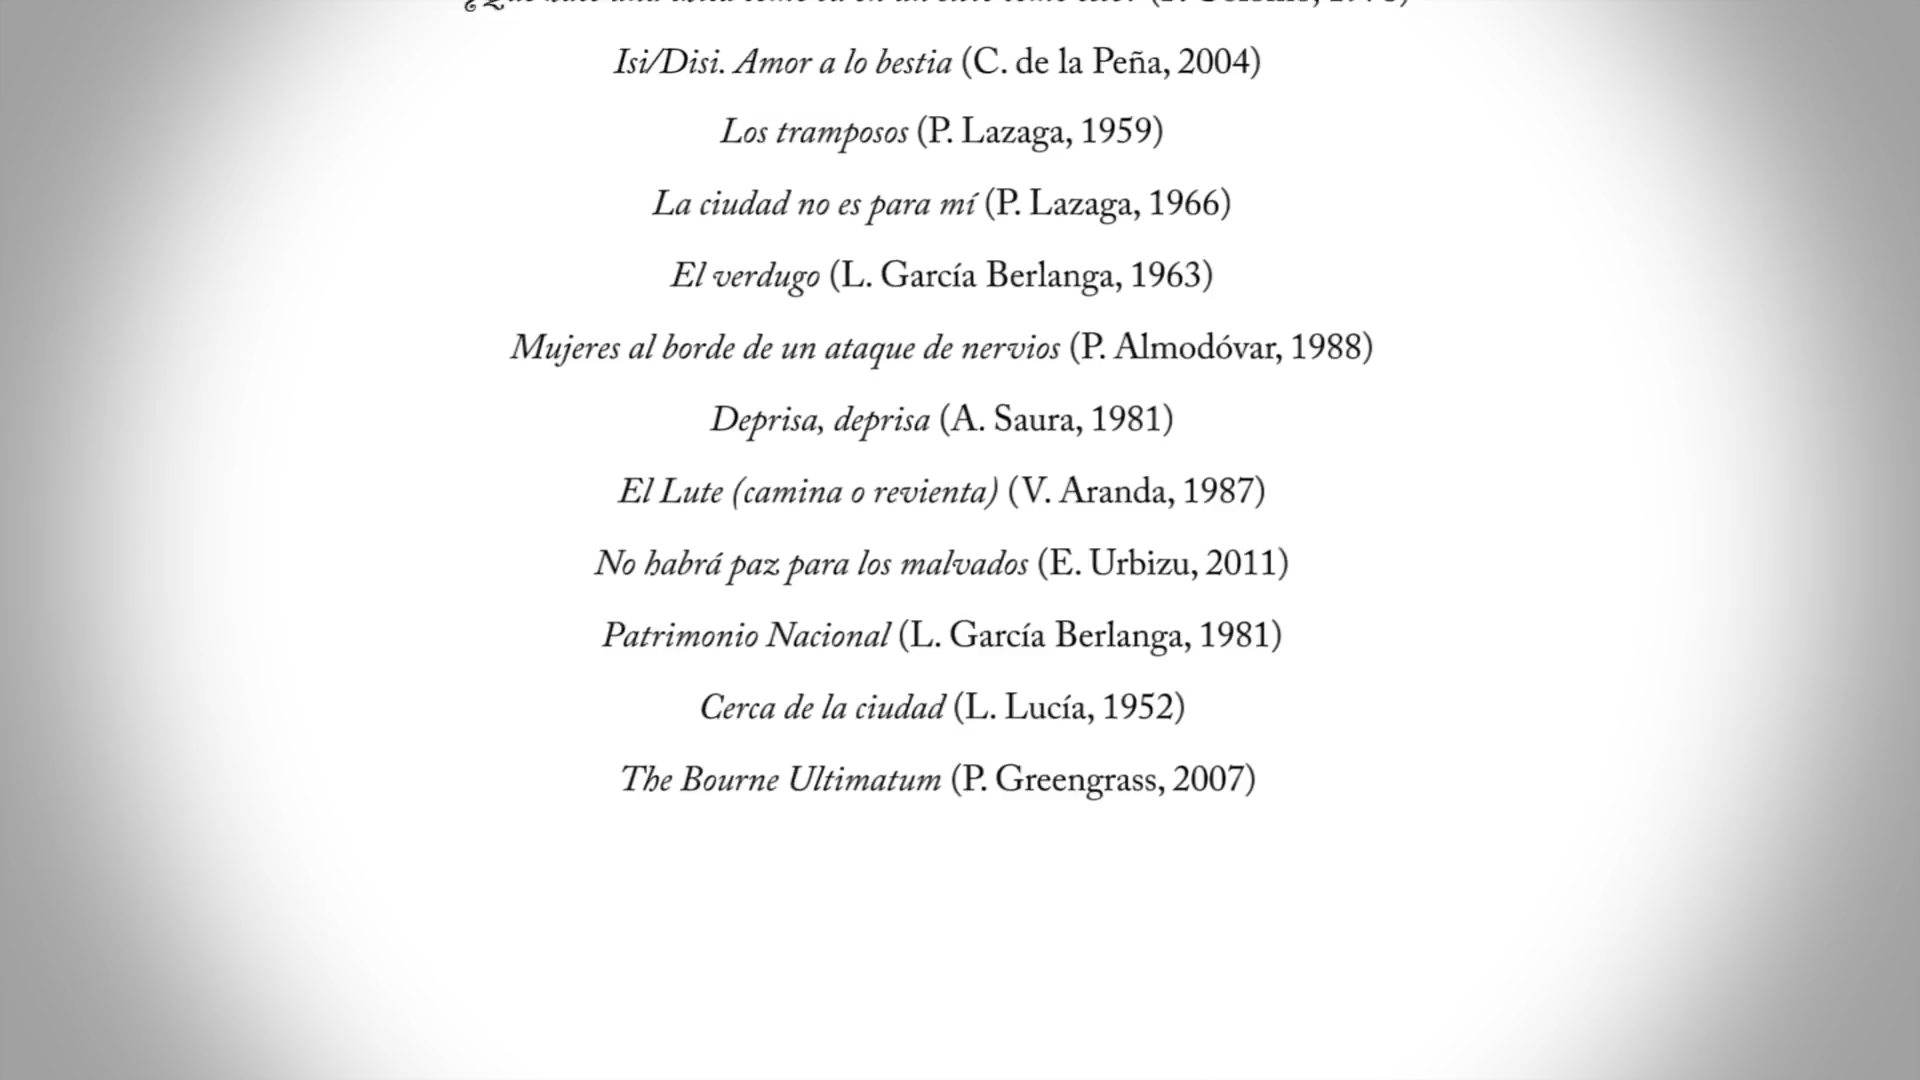 Isi/Disi. Amor a lo bestia (C. de la Peña, 2004)
Los tramposos (P. Lazaga, 1959)
La ciudad no es para mí (P. Lazaga, 1966)
El verdugo (L. García Berlanga, 1963)
Mujeres al borde de un ataque de nervios (P. Almodóvar, 1988)
Deprisa, deprisa (A. Saura, 1981)
El Lute (camina o revienta) (V. Aranda, 1987)
No habrá paz para los malvados (E. Urbizu, 2011)
Patrimonio Nacional (L. García Berlanga, 1981)
Cerca de la ciudad (L. Lucía, 1952)
The Bourne Ultimatum (P. Greengrass, 2007)